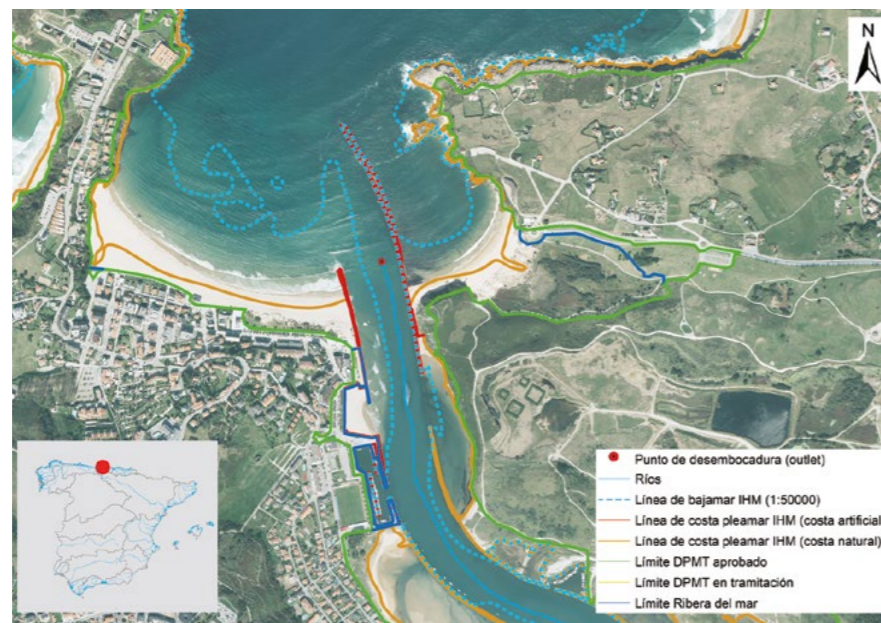 N
Punto de desembocadura (outlet)
Ríos
Línea de bajamar IHM (1:50000)
Línea de costa pleamar IHM (costa artificial)
Línea de costa pleamar IHM (costa natural)
Límite DPMT aprobado
Límite DPMT en tramitación
Límite Ribera del mar